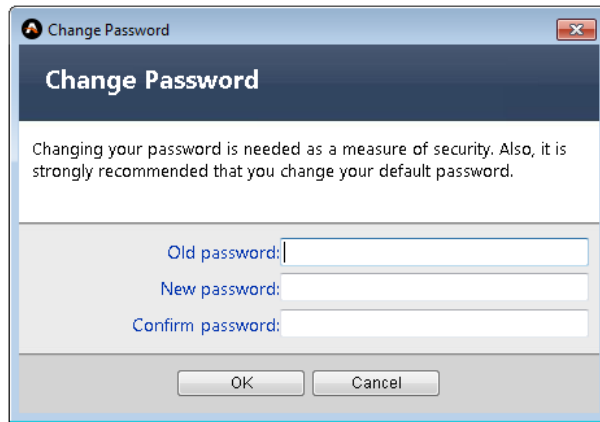 Change Password
Change Password
Changing your password is needed as a measure of security. Also, it is
strongly recommended that you change your default password.
Old password:
New password:
Confirm password:
OK Cancel